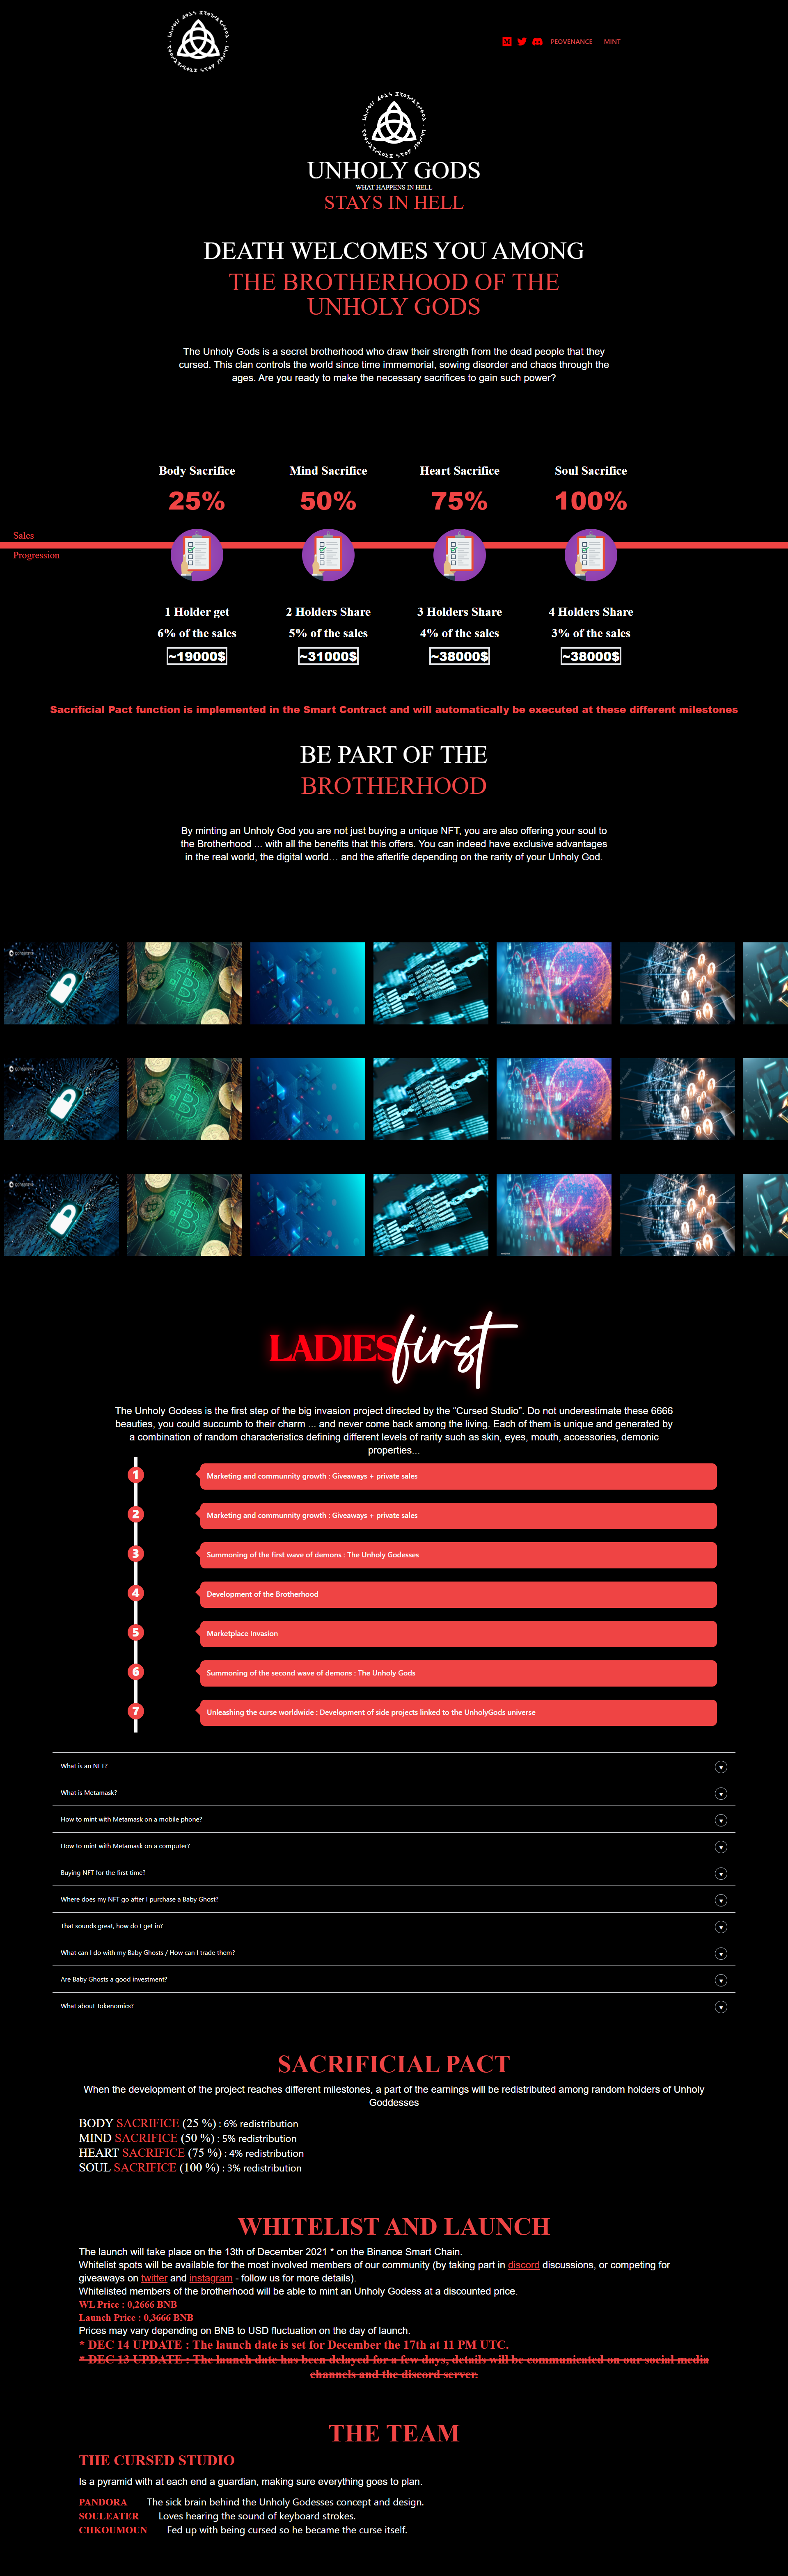 PEOVENANCE MINT
UNHOLY GODS
WHAT HAPPENS IN HELL
STAYS IN HELL
DEATH WELCOMES YOU AMONG
THE BROTHERHOOD OF THE
UNHOLY GODS
The Unholy Gods is a secret brotherhood who draw their strength from the dead people that they
cursed. This clan controls the world since time immemorial, sowing disorder and chaos through the
ages. Are you ready to make the necessary sacrifices to gain such power?
Body Sacrifice Mind Sacrifice Heart Sacrifice Soul Sacrifice
25% 50% 75% 100%
Sales
Progression
1 Holder get 2 Holders Share 3 Holders Share 4 Holders Share
6% of the sales 5% of the sales 4% of the sales 3% of the sales
~19000$ ~31000$ ~38000$ ~38000$
Sacrificial Pact function is implemented in the Smart Contract and will automatically be executed at these different milestones
BE PART OF THE
BROTHERHOOD
By minting an Unholy God you are not just buying a unique NFT, you are also offering your soul to
the Brotherhood ... with all the benefits that this offers. You can indeed have exclusive advantages
in the real world, the digital world… and the afterlife depending on the rarity of your Unholy God.
LADIES first
The Unholy Godess is the first step of the big invasion project directed by the “Cursed Studio”. Do not underestimate these 6666
beauties, you could succumb to their charm ... and never come back among the living. Each of them is unique and generated by
a combination of random characteristics defining different levels of rarity such as skin, eyes, mouth, accessories, demonic
properties...
1 Marketing and communnity growth : Giveaways + private sales
2 Marketing and communnity growth : Giveaways + private sales
3 Summoning of the first wave of demons : The Unholy Godesses
4 Development of the Brotherhood
5 Marketplace Invasion
6 Summoning of the second wave of demons : The Unholy Gods
7 Unleashing the curse worldwide : Development of side projects linked to the UnholyGods universe
What is an NFT?
What is Metamask?
How to mint with Metamask on a mobile phone?
How to mint with Metamask on a computer?
Buying NFT for the first time?
Where does my NFT go after I purchase a Baby Ghost?
That sounds great, how do I get in?
What can I do with my Baby Ghosts / How can I trade them?
Are Baby Ghosts a good investment?
What about Tokenomics?
SACRIFICIAL PACT
When the development of the project reaches different milestones, a part of the earnings will be redistributed among random holders of Unholy
Goddesses
BODY SACRIFICE (25 %) : 6% redistribution
MIND SACRIFICE (50 %) : 5% redistribution
HEART SACRIFICE (75 %) : 4% redistribution
SOUL SACRIFICE (100 %) : 3% redistribution
WHITELIST AND LAUNCH
The launch will take place on the 13th of December 2021 * on the Binance Smart Chain.
Whitelist spots will be available for the most involved members of our community (by taking part in discord discussions, or competing for
giveaways on twitter and instagram - follow us for more details).
Whitelisted members of the brotherhood will be able to mint an Unholy Godess at a discounted price.
WL Price : 0,2666 BNB
Launch Price : 0,3666 BNB
Prices may vary depending on BNB to USD fluctuation on the day of launch.
* DEC 14 UPDATE : The launch date is set for December the 17th at 11 PM UTC.
* DEC 13 UPDATE : The launch date has been delayed for a few days, details will be communicated on our social media
channels and the discord server.
THE TEAM
THE CURSED STUDIO
Is a pyramid with at each end a guardian, making sure everything goes to plan.
PANDORA The sick brain behind the Unholy Godesses concept and design.
SOULEATER Loves hearing the sound of keyboard strokes.
CHKOUMOUN Fed up with being cursed so he became the curse itself.